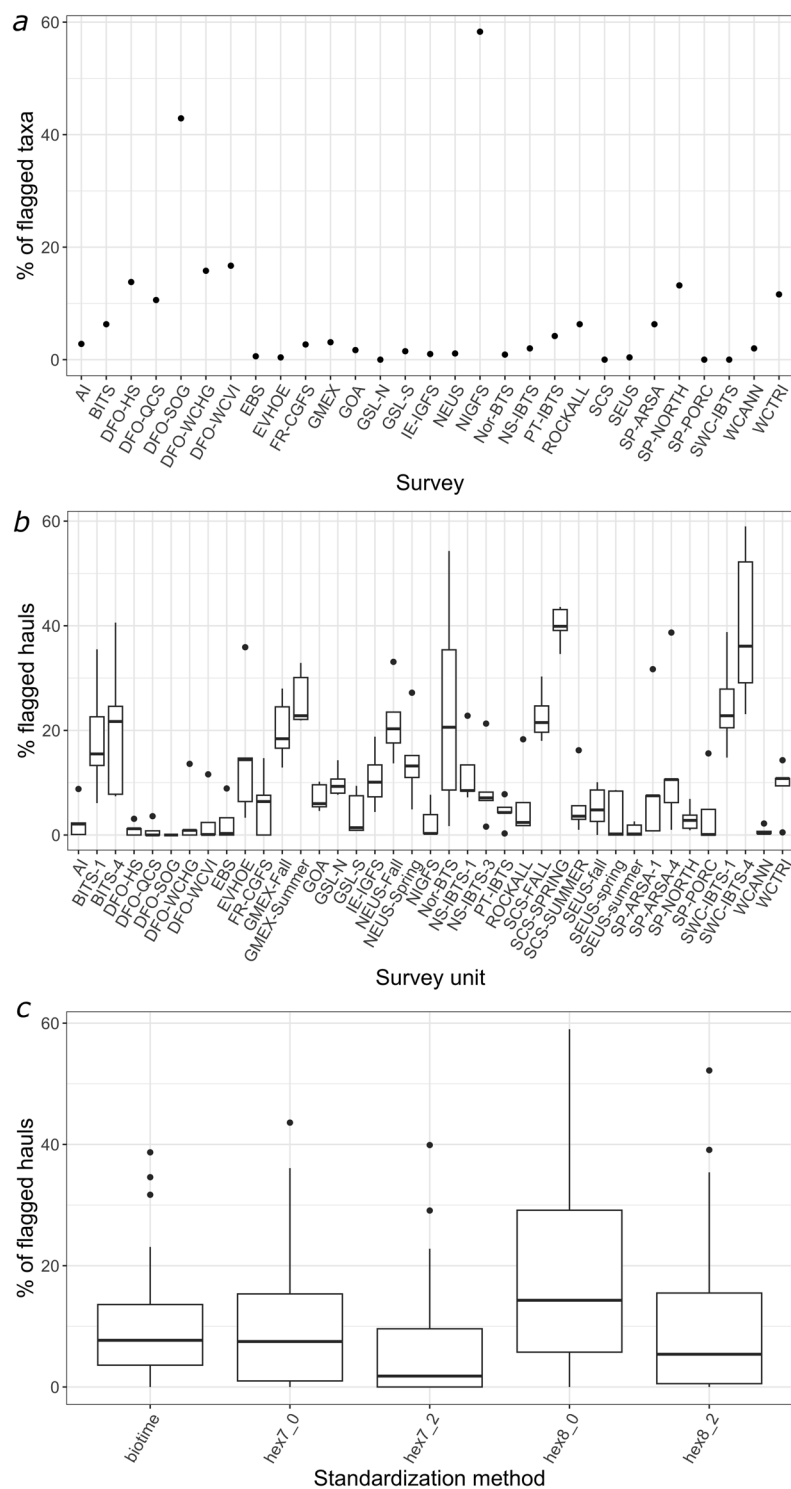 a
% of flagged taxa
60
40
20
0
AI
BITS
DFO-HS
DFO-QCS
DFO-SOG
DFO-WCHG
DFO-WCVI
EBS
EVHOE
FR-CGFS
GMEX
GOA
GSL-N
GSL-S
IE-IGFS
NEUS
NIGFS
Nor-BTS
NS-IBTS
PT-IBTS
ROCKALL
SCS
SEUS
SP-ARSA
SP-NORTH
SP-PORC
SWC-IBTS
WCANN
WCTRI
Survey
b
% flagged hauls
60
40
20
0
AI
BITS-1
BITS-4
DFO-HS
DFO-QCS
DFO-SOG
DFO-WCHG
DFO-WCVI
EBS
EVHOE
FR-CGFS
GMEX-Fall
GMEX-Summer
GOA
GSL-N
GSL-S
IE-IGFS
NEUS-Fall
NEUS-Spring
NIGFS
Nor-BTS
NS-IBTS-1
NS-IBTS-3
PT-IBTS
ROCKALL
SCS-FALL
SCS-SPRING
SCS-SUMMER
SEUS-fall
SEUS-spring
SEUS-summer
SP-ARSA-1
SP-ARSA-4
SP-NORTH
SP-PORC
SWC-IBTS-1
SWC-IBTS-4
WCANN
WCTRI
Survey unit
c
% of flagged hauls
60
40
20
0
biotime
hex7_0
hex7_2
hex8_0
hex8_2
Standardization method